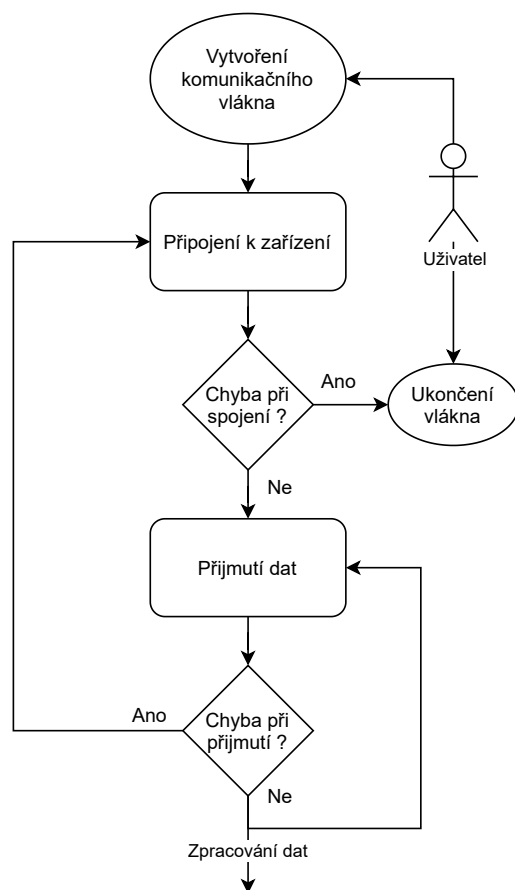 Vytvoření
komunikačního
vlákna
Připojení k zařízení
Uživatel
Chyba při
spojení ?
Ano
Ukončení
vlákna
Ne
Přijmutí dat
Ano
Chyba při
přijmutí ?
Ne
Zpracování dat